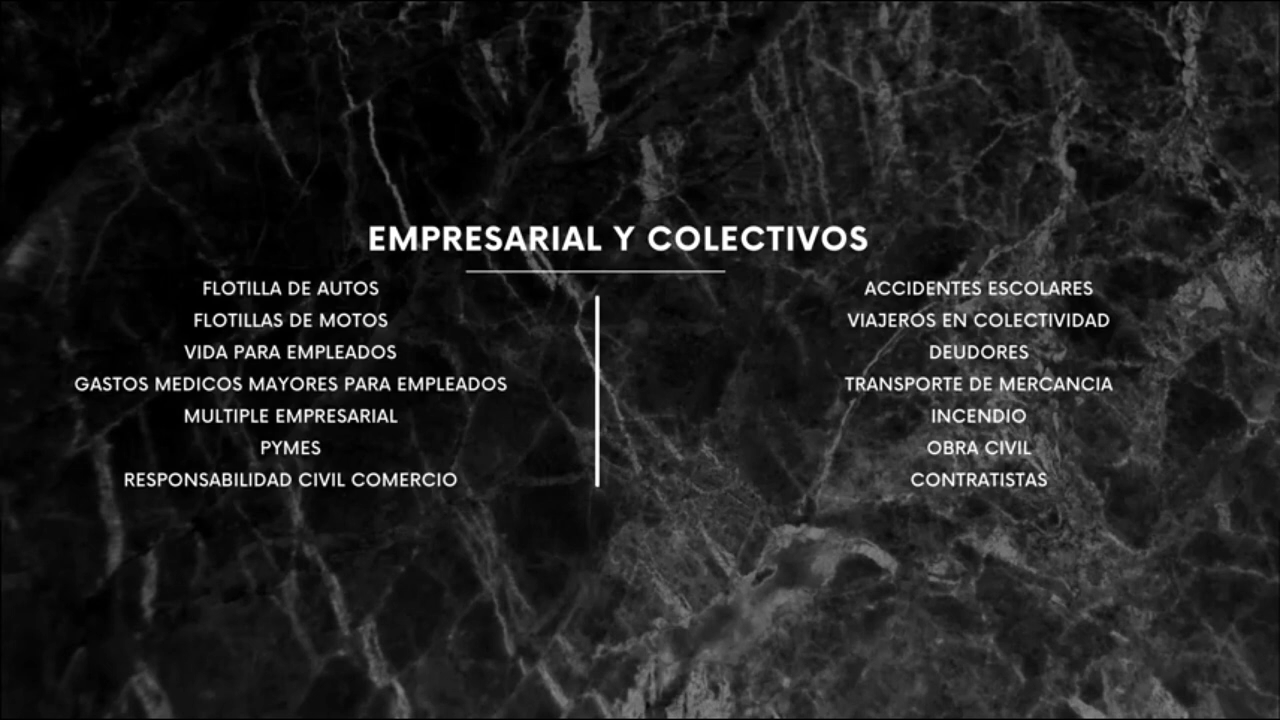 EMPRESARIAL Y COLECTIVOS
FLOTILLA DE AUTOS
FLOTILLAS DE MOTOS
VIDA PARA EMPLEADOS
GASTOS MEDICOS MAYORES PARA EMPLEADOS
MULTIPLE EMPRESARIAL
PYMES
RESPONSABILIDAD CIVIL COMERCIO
ACCIDENTES ESCOLARES
VIAJEROS EN COLECTIVIDAD
DEUDORES
TRANSPORTE DE MERCANCIA
INCENDIO
OBRA CIVIL
CONTRATISTAS